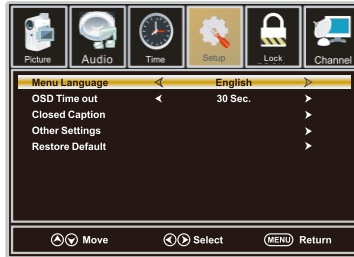 Picture Audio Time Setup Lock Channel
Menu Language English
OSD Time out 30 Sec.
Closed Caption
Other Settings
Restore Default
Move Select MENU Return